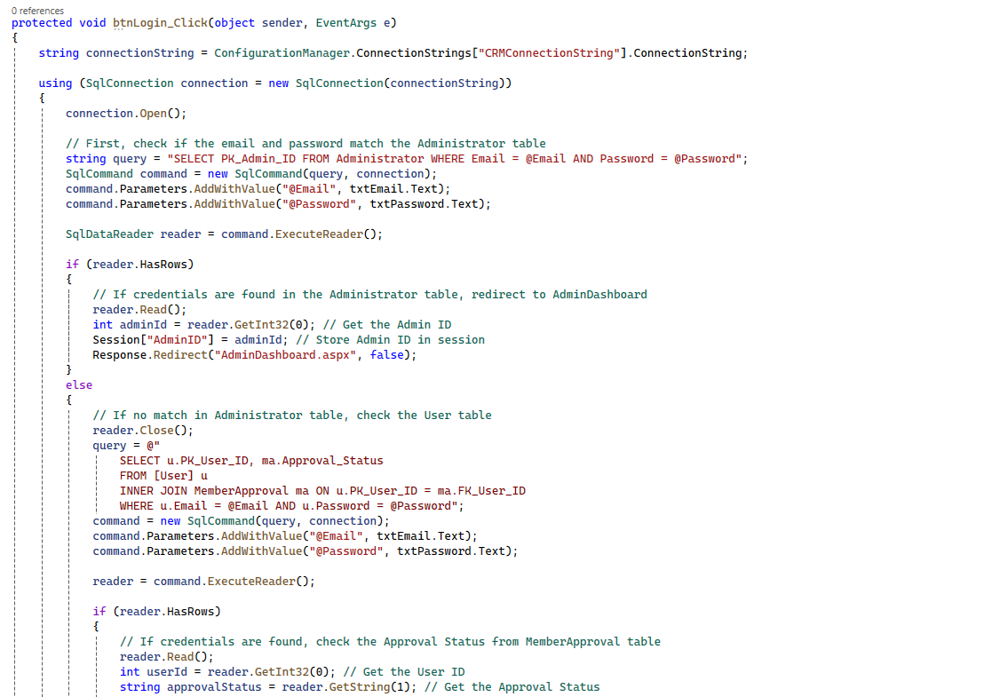 0 references
protected void btnLogin_Click(object sender, EventArgs e)
{
string connectionString = ConfigurationManager.ConnectionStrings["CRMConnectionString"].ConnectionString;
using (SqlConnection connection = new SqlConnection(connectionString))
{
connection.Open();
// First, check if the email and password match the Administrator table
string query = "SELECT PK_Admin_ID FROM Administrator WHERE Email = @Email AND Password = @Password";
SqlCommand command = new SqlCommand(query, connection);
command.Parameters.AddWithValue("@Email", txtEmail.Text);
command.Parameters.AddWithValue("@Password", txtPassword.Text);
SqlDataReader reader = command.ExecuteReader();
if (reader.HasRows)
{
// If credentials are found in the Administrator table, redirect to AdminDashboard
reader.Read();
int adminId = reader.GetInt32(0); // Get the Admin ID
Session["AdminID"] = adminId; // Store Admin ID in session
Response.Redirect("AdminDashboard.aspx", false);
}
else
{
// If no match in Administrator table, check the User table
reader.Close();
query = @"
SELECT u.PK_User_ID, ma.Approval_Status
FROM [User] u
INNER JOIN MemberApproval ma ON u.PK_User_ID = ma.FK_User_ID
WHERE u.Email = @Email AND u.Password = @Password";
command = new SqlCommand(query, connection);
command.Parameters.AddWithValue("@Email", txtEmail.Text);
command.Parameters.AddWithValue("@Password", txtPassword.Text);
reader = command.ExecuteReader();
if (reader.HasRows)
{
// If credentials are found, check the Approval Status from MemberApproval table
reader.Read();
int userId = reader.GetInt32(0); // Get the User ID
string approvalStatus = reader.GetString(1); // Get the Approval Status